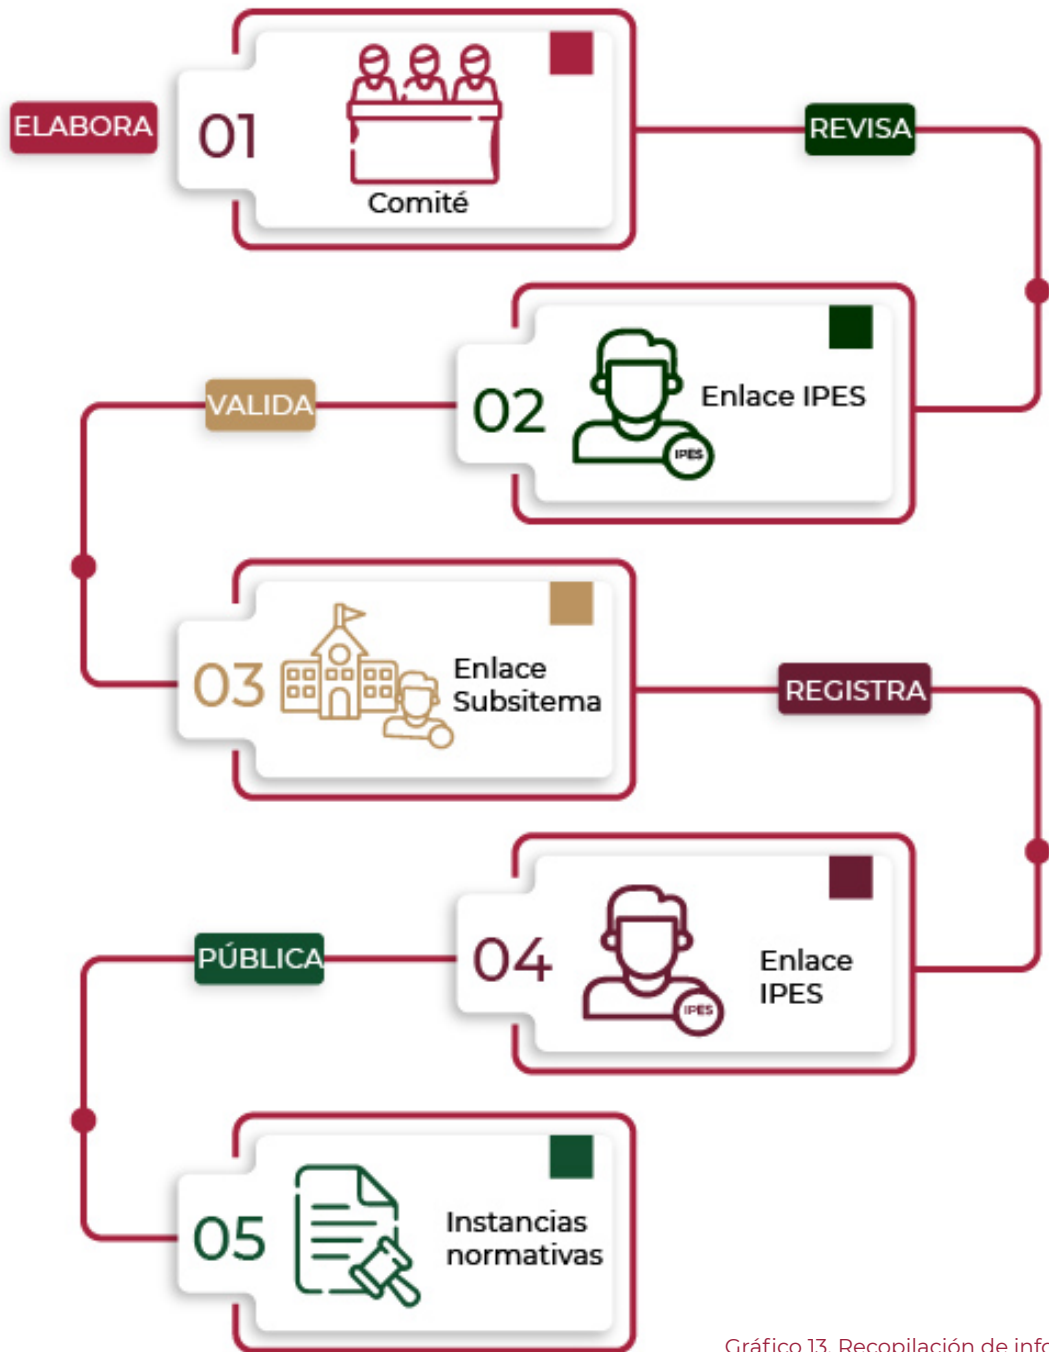 ELABORA
01
Comité
REVISA
02
IPES
Enlace IPES
VALIDA
03
Enlace
Subsitema
REGISTRA
04
IPES
Enlace
IPES
PÚBLICA
05
Instancias
normativas
Gráfico 13. Recopilación de info